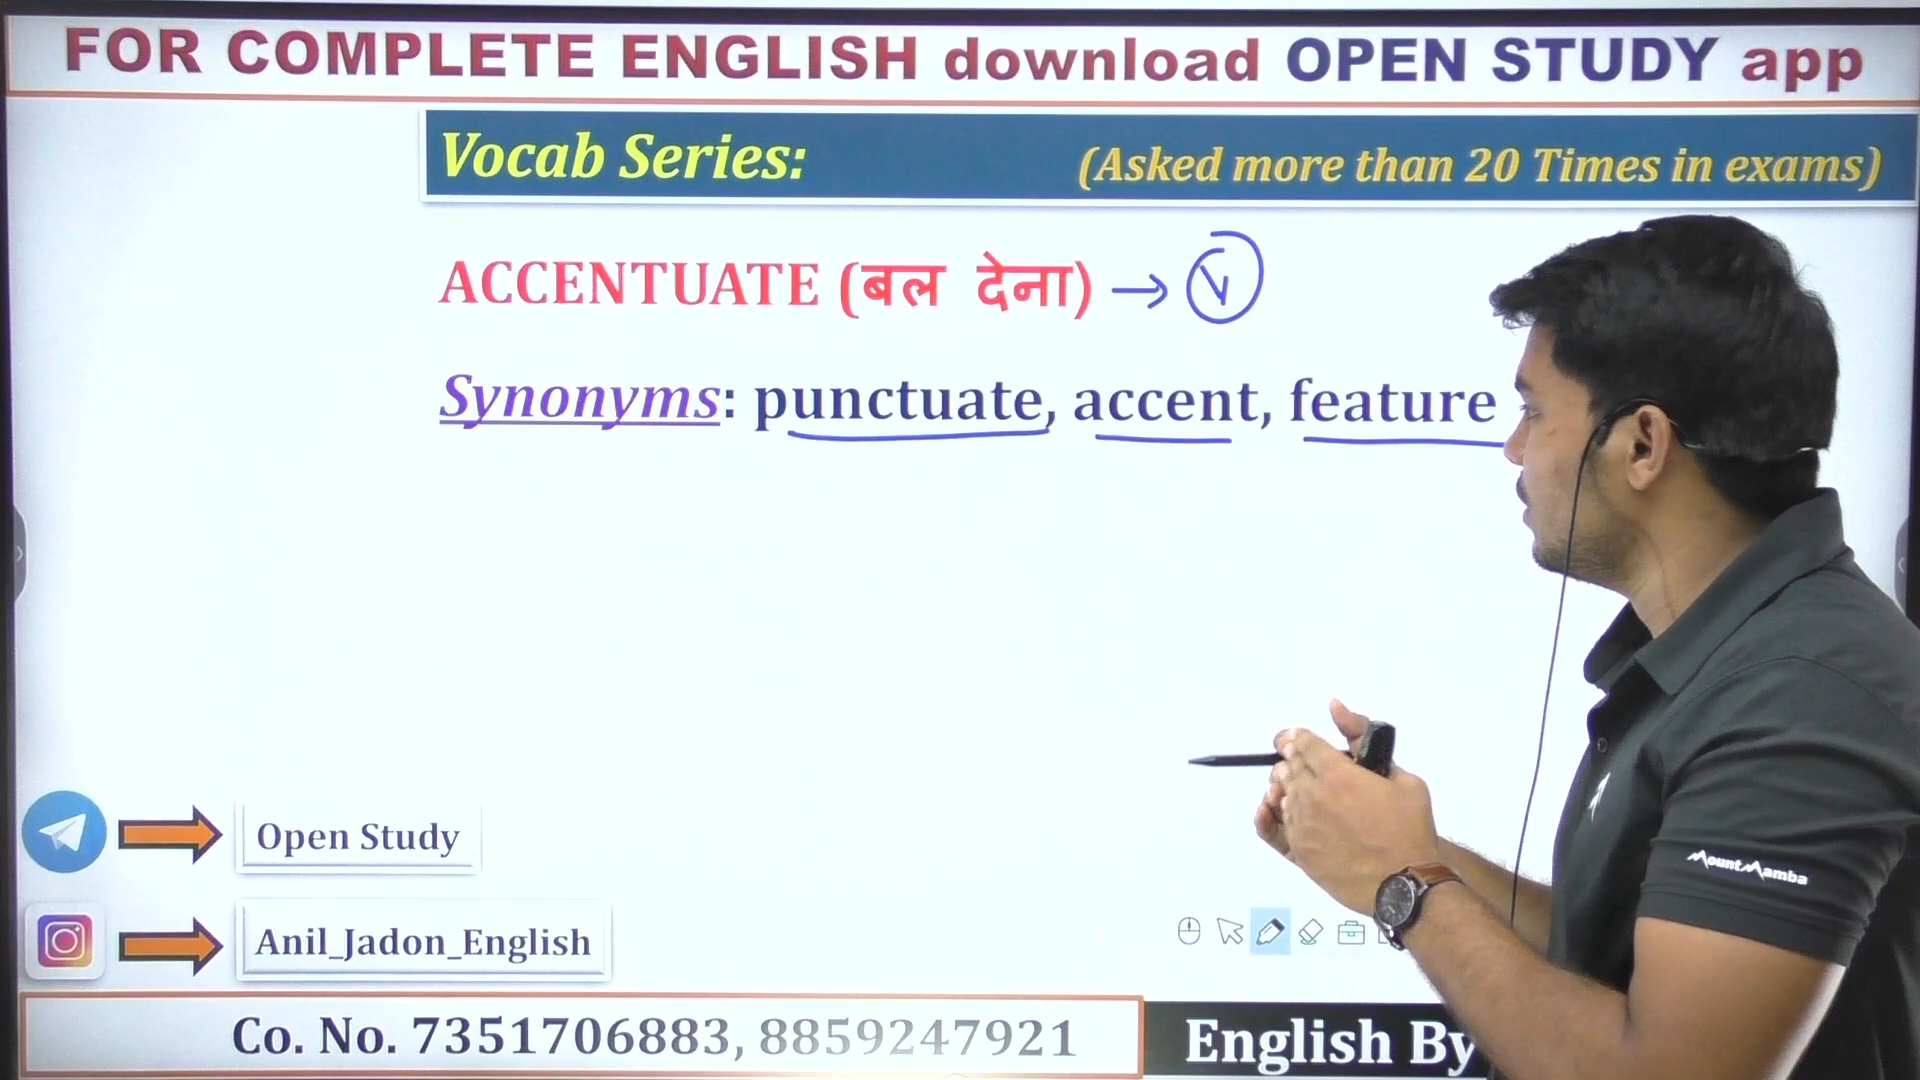 FOR COMPLETE ENGLISH download OPEN STUDY app
Vocab Series: (Asked more than 20 Times in exams)
ACCENTUATE (बल देना) → V
Synonyms: punctuate, accent, feature
Open Study
Anil_Jadon_English
MountMamba
Co. No. 7351706883, 8859247921
English By